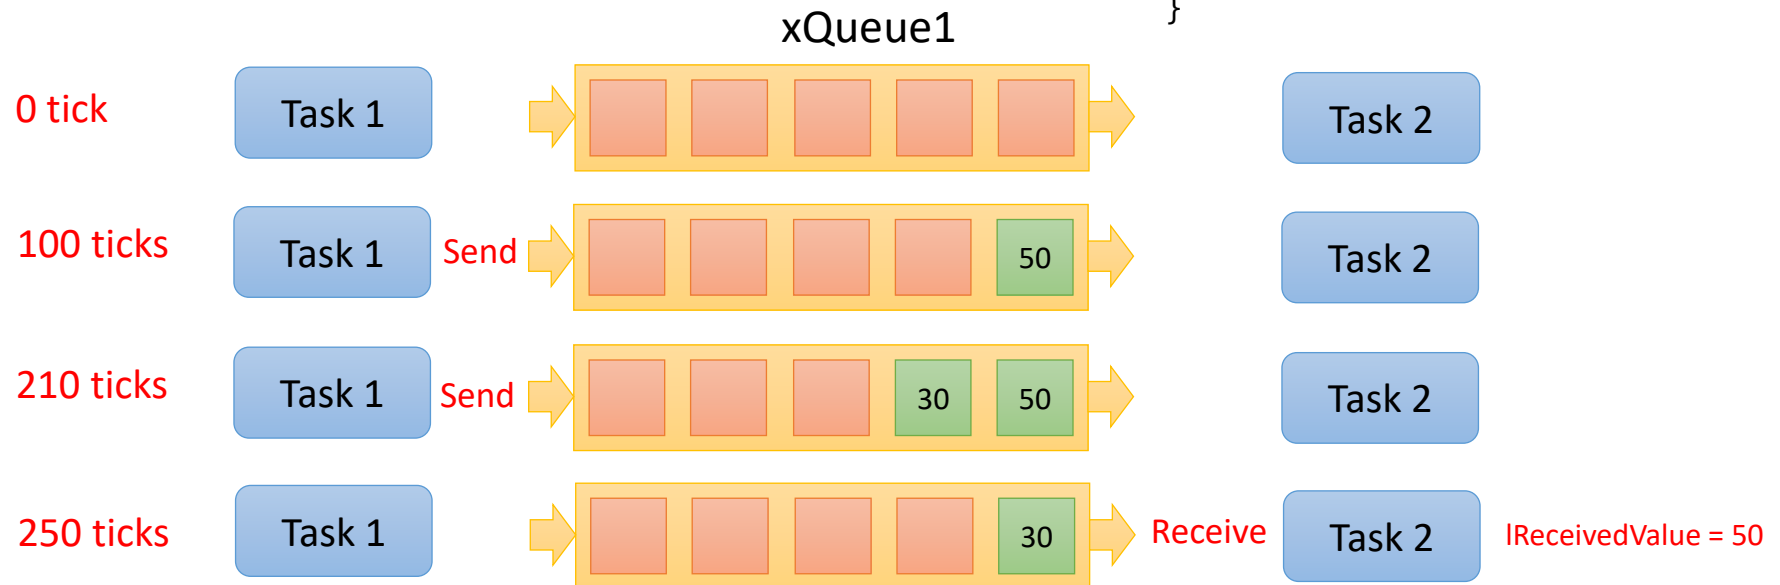 }
xQueue1
0 tick
Task 1
Task 2
100 ticks
Task 1
Send
50
Task 2
210 ticks
Task 1
Send
30
50
Task 2
250 ticks
Task 1
30
Receive
Task 2
lReceivedValue = 50